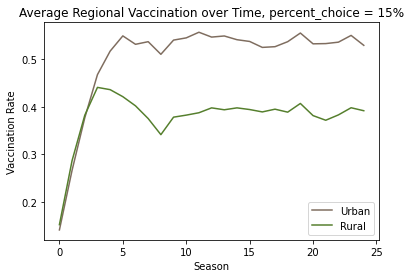 Average Regional Vaccination over Time, percent_choice = 15%
Vaccination Rate
0.5
0.4
0.3
0.2
0
5
10
15
20
25
Season
Urban
Rural